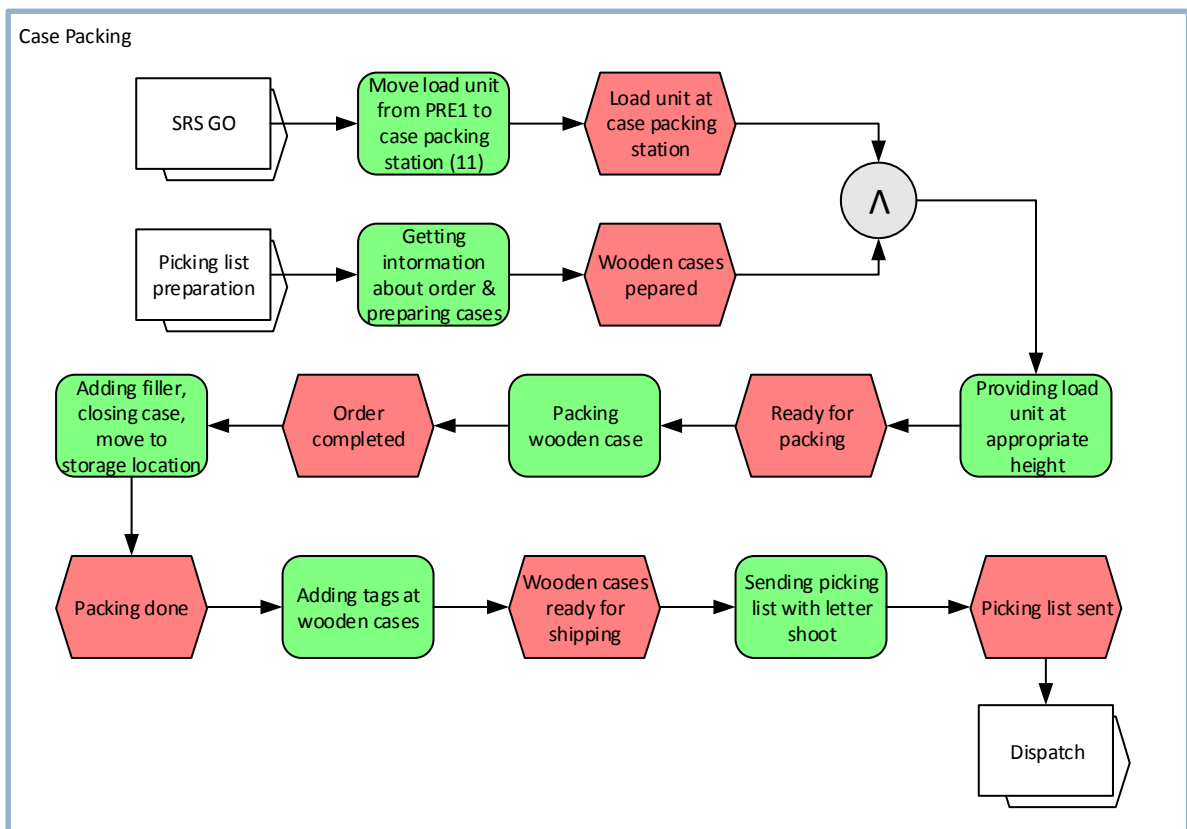 Case Packing
SRS GO
Move load unit
from PRE1 to
case packing
station (11)
Load unit at
case packing
station
Λ
Picking list
preparation
Getting
intormation
about order &
preparing cases
Wooden cases
pepared
Providing load
unit at
appropriate
height
Ready for
packing
Packing
wooden case
Order
completed
Adding filler,
closing case,
move to
storage location
Packing done
Adding tags at
wooden cases
Wooden cases
ready for
shipping
Sending picking
list with letter
shoot
Picking list sent
Dispatch